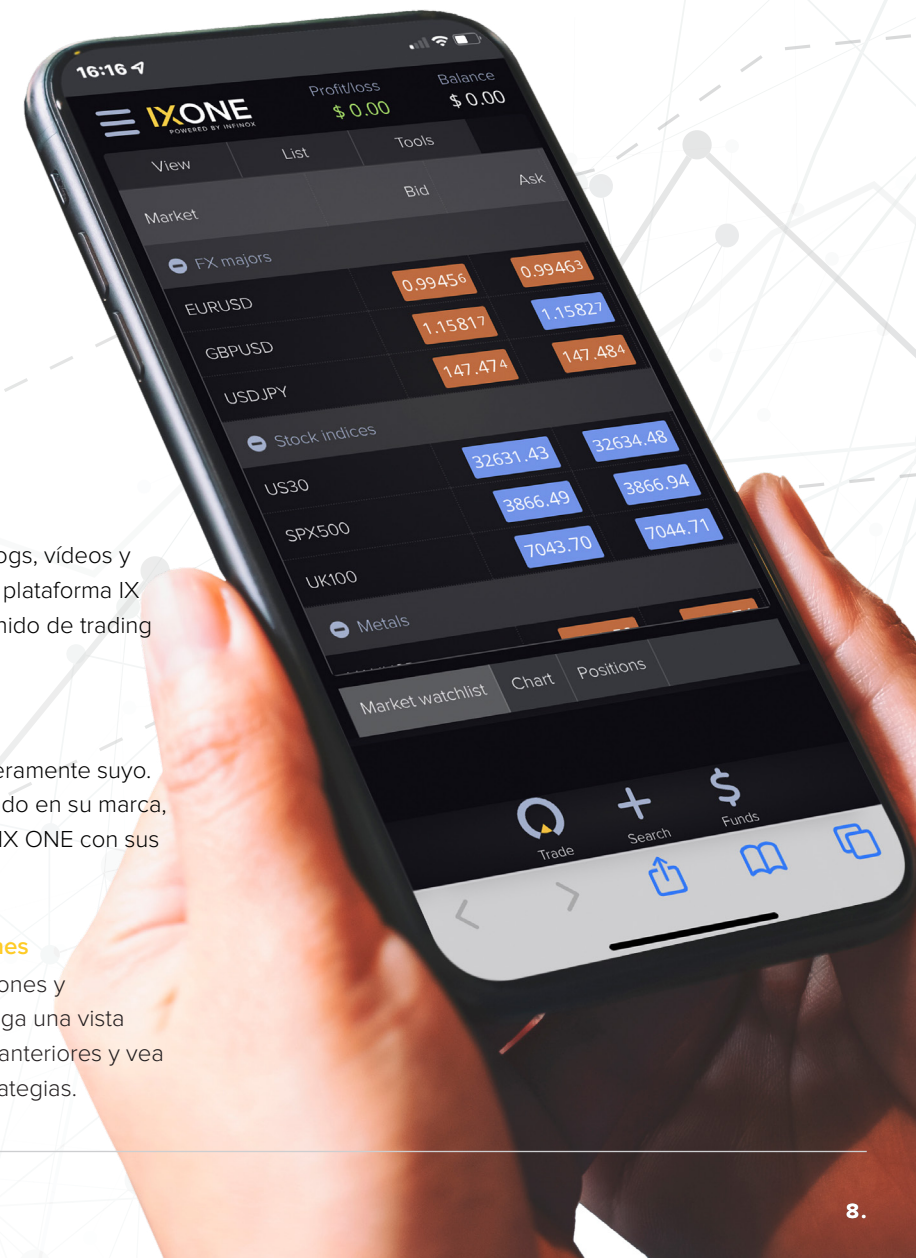 16:16
IXONE
POWERED BY INFINOX
Profit/loss
$ 0.00
Balance
$ 0.00
View List Tools
Market Bid Ask
FX majors
EURUSD 0.99456 0.99463
GBPUSD 1.15817 1.15827
USDJPY 147.474 147.484
Stock indices
US30 32631.43 32634.48
SPX500 3866.49 3866.94
UK100 7043.70 7044.71
Metals
Market watchlist Chart Positions
Trade Search Funds
ogs, vídeos y
plataforma IX
nido de trading
eramente suyo.
do en su marca,
IX ONE con sus
nes
ones y
ga una vista
anteriores y vea
ategias.
8.